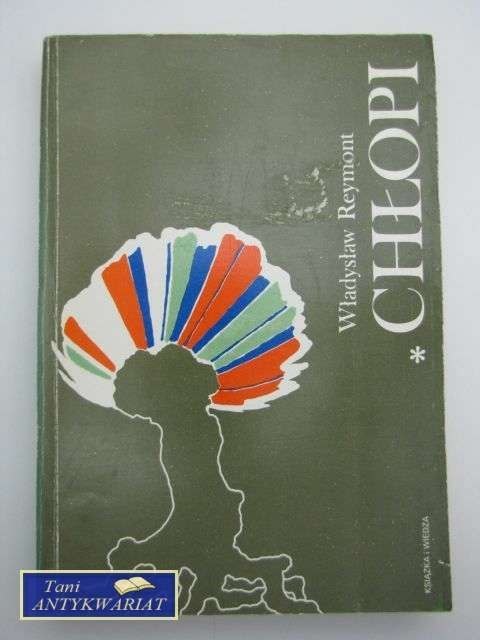 Władysław Reymont
* CHŁOPI
KSIĄŻKA i WIEDZA
Tani
ANTYKWARIAT